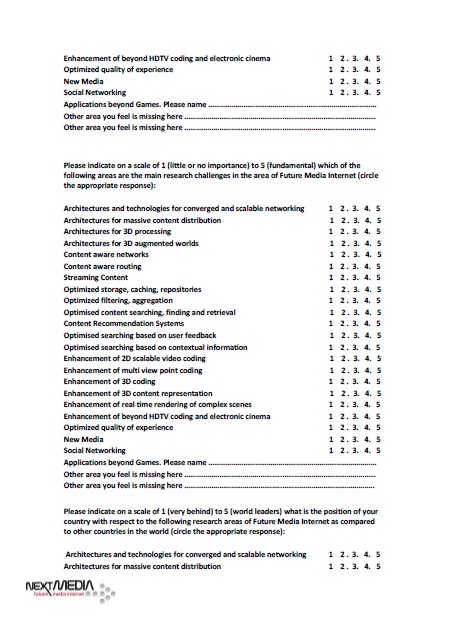 Enhancement of beyond HDTV coding and electronic cinema 1 2. 3. 4. 5
Optimized quality of experience 1 2. 3. 4. 5
New Media 1 2. 3. 4. 5
Social Networking 1 2. 3. 4. 5
Applications beyond Games. Please name ……………………………………………………………
Other area you feel is missing here ……………………………………………………………………
Other area you feel is missing here ……………………………………………………………………
Please indicate on a scale of 1 (little or no importance) to 5 (fundamental) which of the
following areas are the main research challenges in the area of Future Media Internet (circle
the appropriate response):
Architectures and technologies for converged and scalable networking 1 2. 3. 4. 5
Architectures for massive content distribution 1 2. 3. 4. 5
Architectures for 3D processing 1 2. 3. 4. 5
Architectures for 3D augmented worlds 1 2. 3. 4. 5
Content aware networks 1 2. 3. 4. 5
Content aware routing 1 2. 3. 4. 5
Streaming Content 1 2. 3. 4. 5
Optimized storage, caching, repositories 1 2. 3. 4. 5
Optimized filtering, aggregation 1 2. 3. 4. 5
Optimised content searching, finding and retrieval 1 2. 3. 4. 5
Content Recommendation Systems 1 2. 3. 4. 5
Optimised searching based on user feedback 1 2. 3. 4. 5
Optimised searching based on contextual information 1 2. 3. 4. 5
Enhancement of 2D scalable video coding 1 2. 3. 4. 5
Enhancement of multi view point coding 1 2. 3. 4. 5
Enhancement of 3D coding 1 2. 3. 4. 5
Enhancement of 3D content representation 1 2. 3. 4. 5
Enhancement of real time rendering of complex scenes 1 2. 3. 4. 5
Enhancement of beyond HDTV coding and electronic cinema 1 2. 3. 4. 5
Optimized quality of experience 1 2. 3. 4. 5
New Media 1 2. 3. 4. 5
Social Networking 1 2. 3. 4. 5
Applications beyond Games. Please name ……………………………………………………………
Other area you feel is missing here ……………………………………………………………………
Other area you feel is missing here ……………………………………………………………………
Please indicate on a scale of 1 (very behind) to 5 (world leaders) what is the position of your
country with respect to the following research areas of Future Media Internet as compared
to other countries in the world (circle the appropriate response):
Architectures and technologies for converged and scalable networking 1 2. 3. 4. 5
Architectures for massive content distribution 1 2. 3. 4. 5
NEXTMEDIA
future media internet